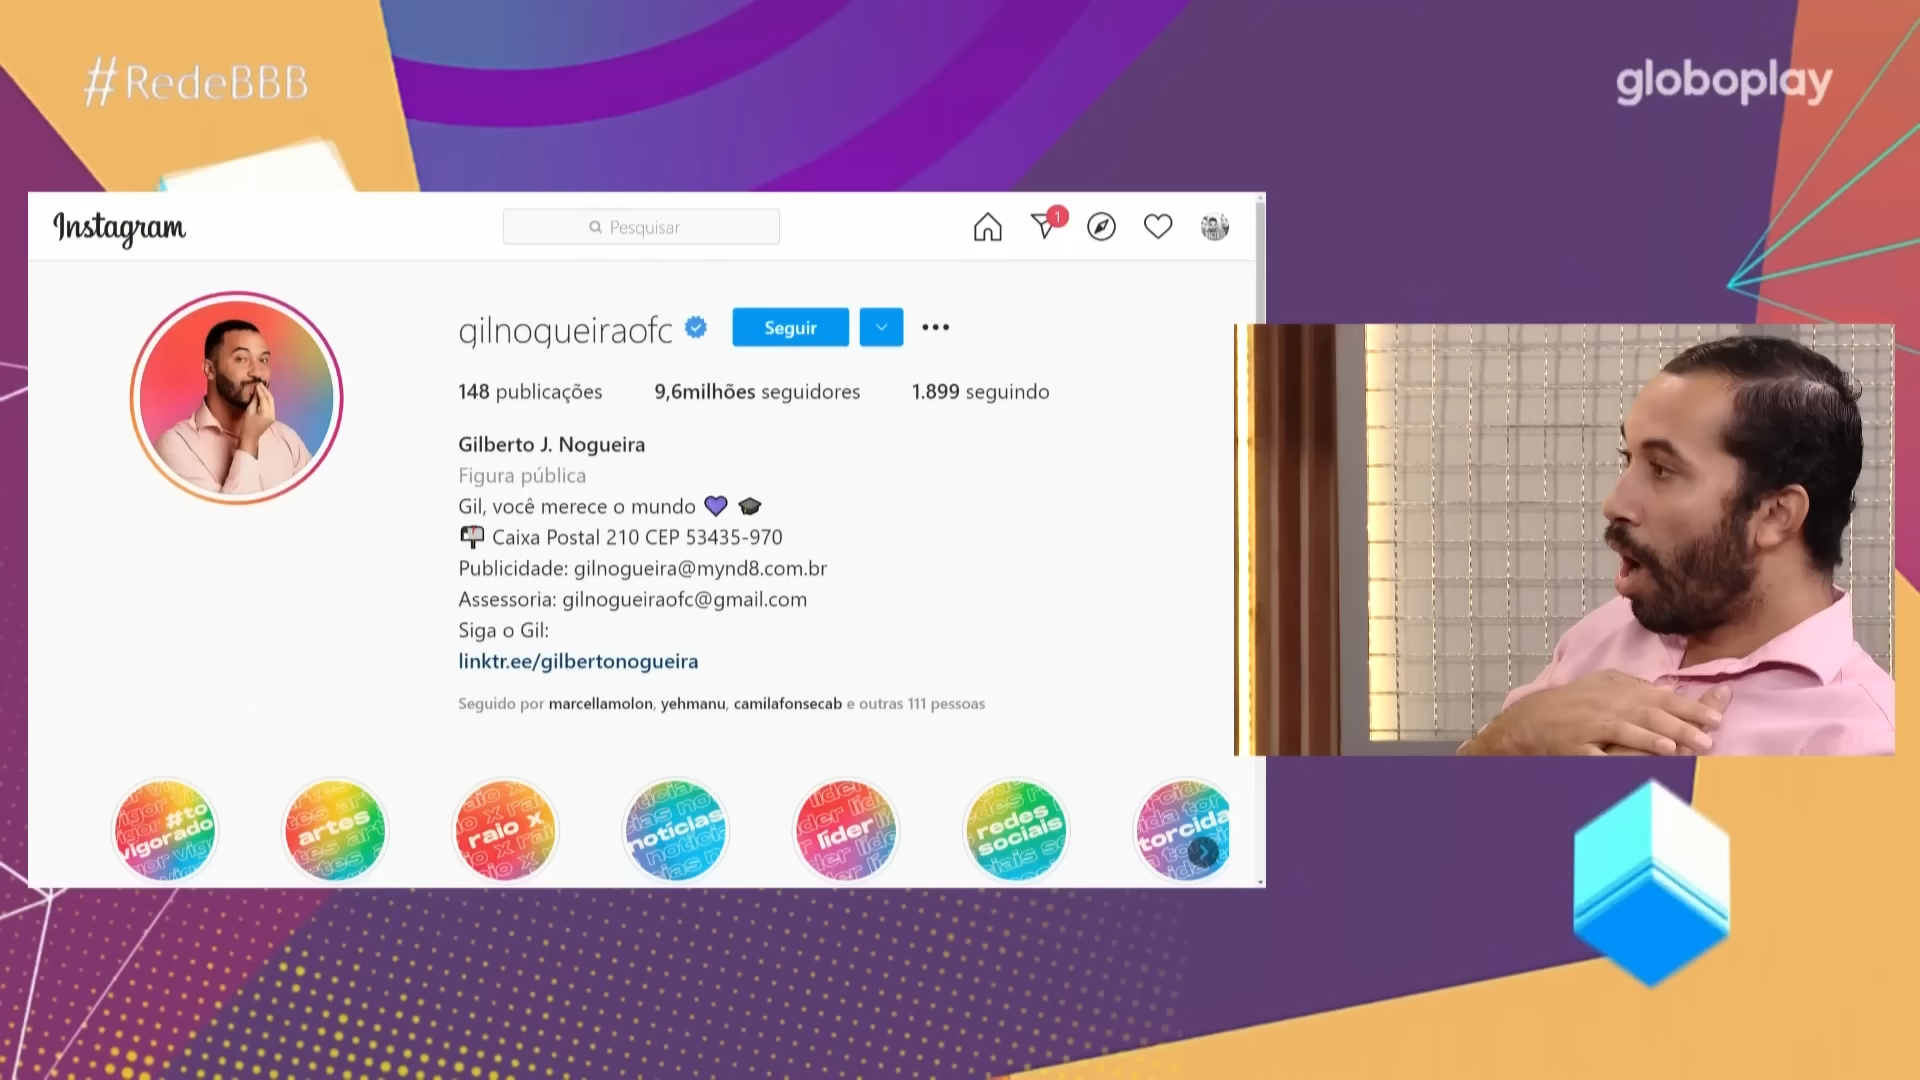 #RedeBBB
globoplay
Instagram
Pesquisar
1
gilnogueiraofc
Seguir
148 publicações
9,6milhões seguidores
1.899 seguindo
Gilberto J. Nogueira
Figura pública
Gil, você merece o mundo 💜 🎓
📬 Caixa Postal 210 CEP 53435-970
Publicidade: gilnogueira@mynd8.com.br
Assessoria: gilnogueiraofc@gmail.com
Siga o Gil:
linktr.ee/gilbertonogueira
Seguido por marcellamolon, yehmanu, camilafonsecab e outras 111 pessoas
#to
vigorado
artes
raio x
notícias
líder
redes
sociais
torcida